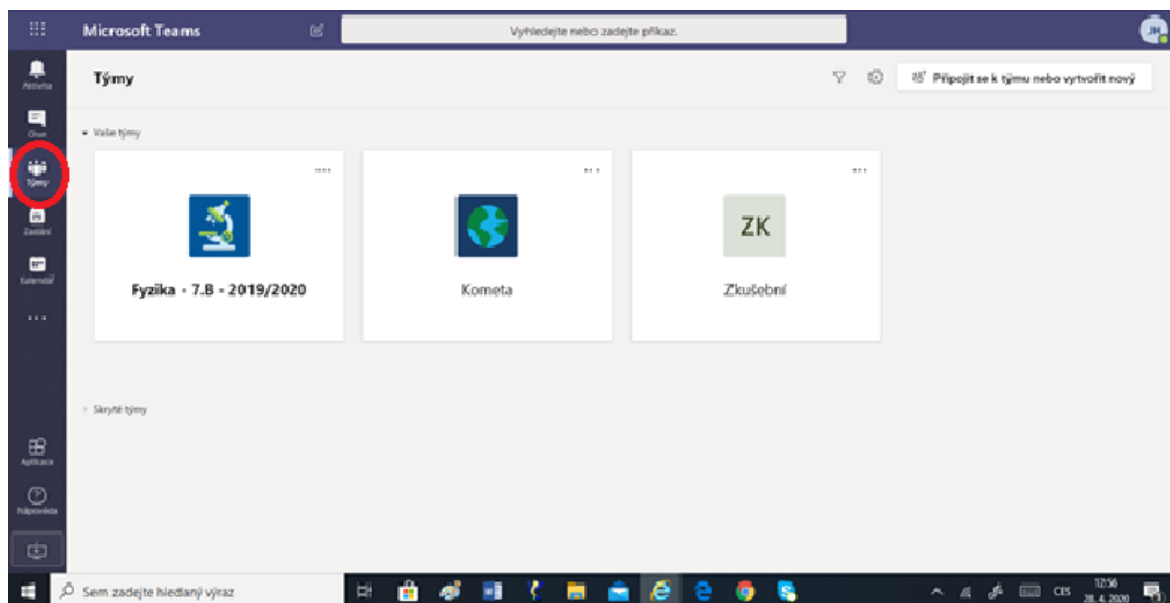 Microsoft Teams
Vyhledejte nebo zadejte příkaz.
JH
Aktivita
Týmy
Připojit se k týmu nebo vytvořit nový
Chat
Vaše týmy
Týmy
Zadání
ZK
Kalendář
Fyzika - 7.B - 2019/2020
Kometa
Zkušební
Skryté týmy
Aplikace
Nápověda
Sem zadejte hledaný výraz
CES
12:56
28. 4. 2020